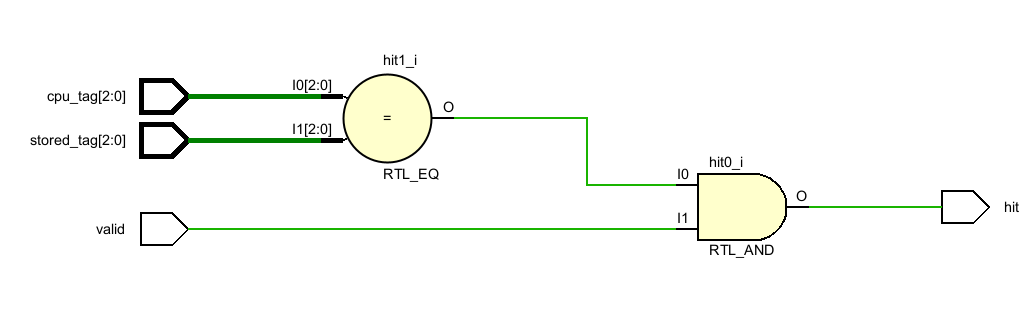 hit1_i
cpu_tag[2:0]
I0[2:0]
=
O
stored_tag[2:0]
I1[2:0]
RTL_EQ
hit0_i
I0
O
hit
valid
I1
RTL_AND